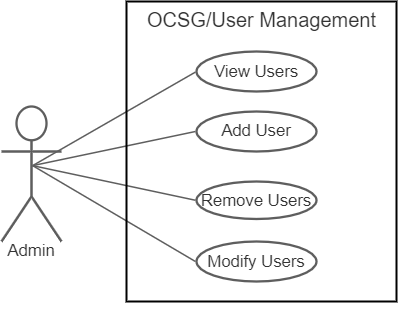 OCSG/User Management
View Users
Add User
Remove Users
Modify Users
Admin